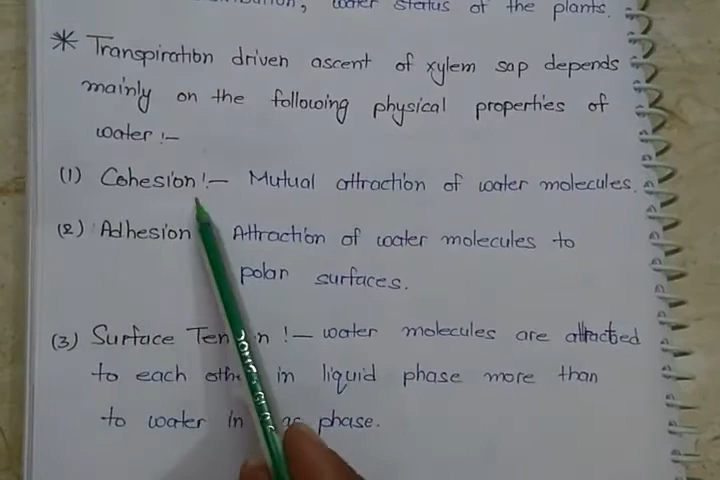 water status of the plants.
* Transpiration driven ascent of xylem sap depends
mainly on the following physical properties of
water :-
(1) Cohesion :- Mutual attraction of water molecules.
(2) Adhesion Attraction of water molecules to
polar surfaces.
(3) Surface Ten n :- water molecules are attracted
to each othe in liquid phase more than
to water in phase.